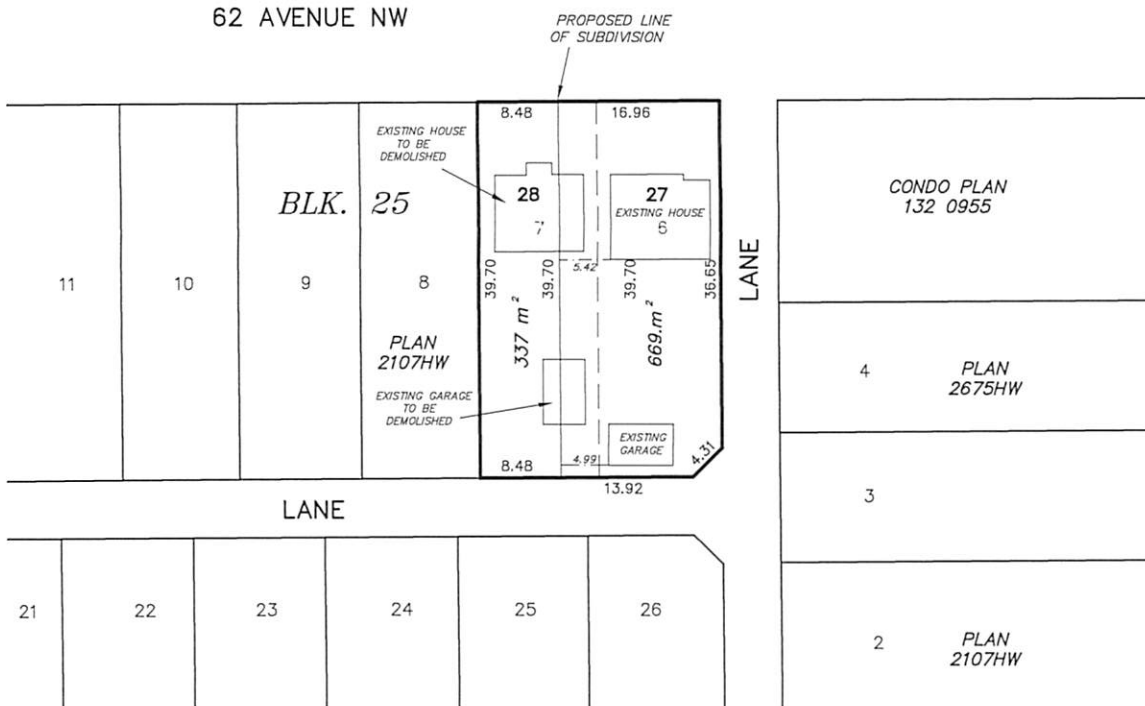 62 AVENUE NW
PROPOSED LINE
OF SUBDIVISION
8.48
16.96
EXISTING HOUSE
TO BE
DEMOLISHED
BLK. 25
28
7
27
EXISTING HOUSE
6
CONDO PLAN
132 0955
LANE
5.42
39.70
39.70
39.70
36.65
11
10
9
8
337 m²
669.m²
PLAN
2107HW
4
PLAN
2675HW
EXISTING GARAGE
TO BE
DEMOLISHED
EXISTING
GARAGE
4.31
8.48
4.99
13.92
LANE
3
21
22
23
24
25
26
2
PLAN
2107HW